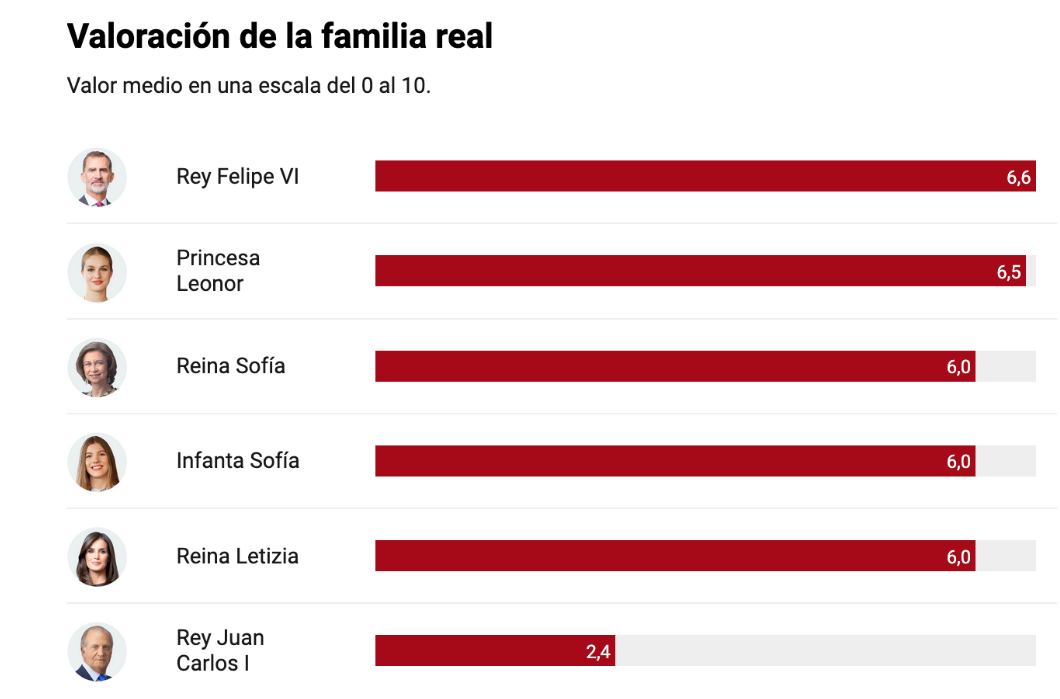 Valoración de la familia real
Valor medio en una escala del 0 al 10.
Rey Felipe VI
6,6
Princesa
Leonor
6,5
Reina Sofía
6,0
Infanta Sofía
6,0
Reina Letizia
6,0
Rey Juan
Carlos I
2,4